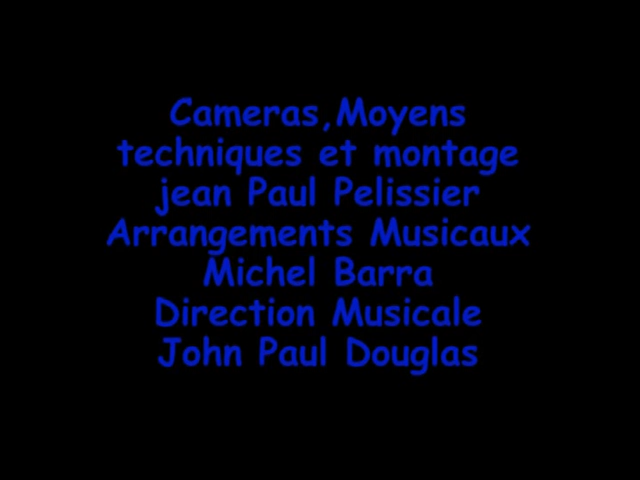 Cameras,Moyens
techniques et montage
jean Paul Pelissier
Arrangements Musicaux
Michel Barra
Direction Musicale
John Paul Douglas